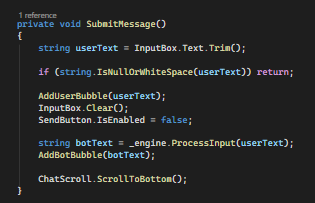 1 reference
private void SubmitMessage()
{
string userText = InputBox.Text.Trim();
if (string.IsNullOrWhiteSpace(userText)) return;
AddUserBubble(userText);
InputBox.Clear();
SendButton.IsEnabled = false;
string botText = _engine.ProcessInput(userText);
AddBotBubble(botText);
ChatScroll.ScrollToBottom();
}